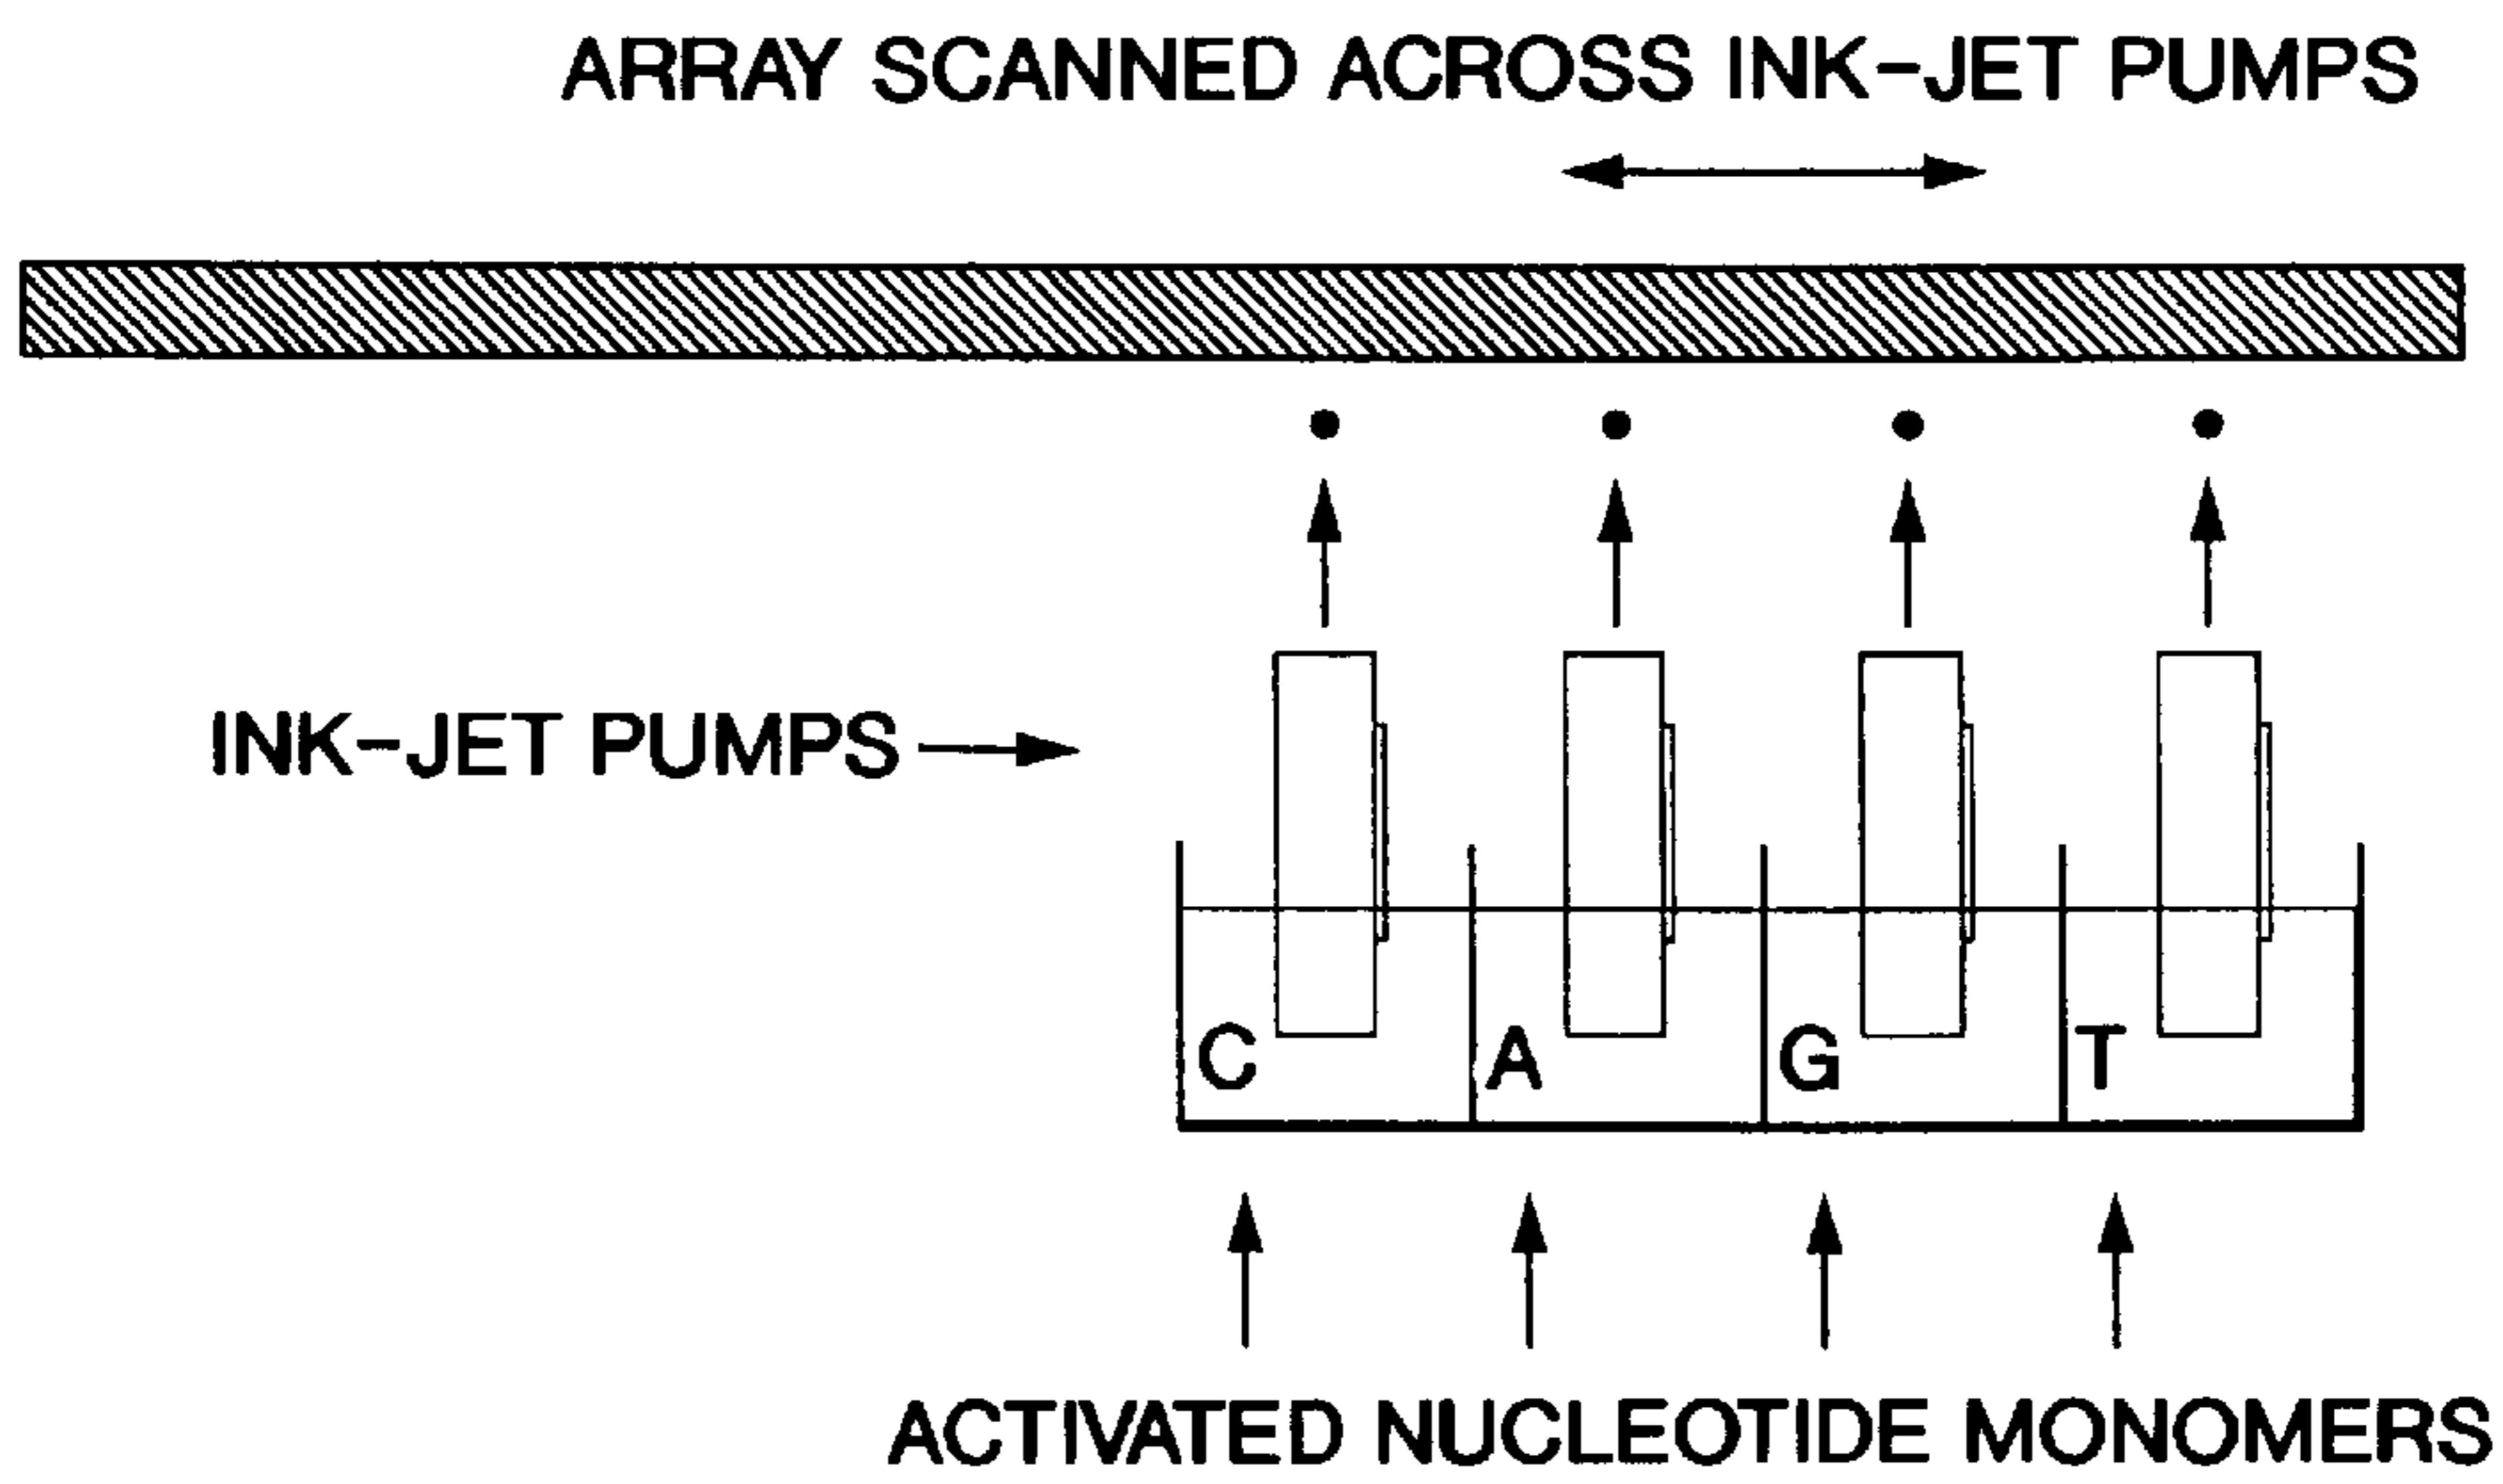 ARRAY SCANNED ACROSS INK-JET PUMPS
INK-JET PUMPS
C A G T
ACTIVATED NUCLEOTIDE MONOMERS